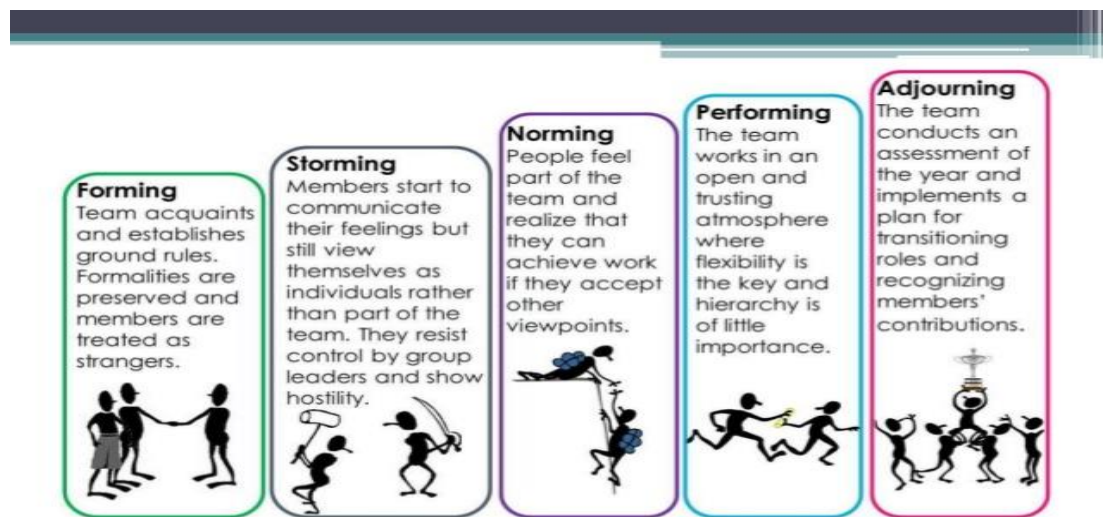 Forming
Team acquaints
and establishes
ground rules.
Formalities are
preserved and
members are
treated as
strangers.
Storming
Members start to
communicate
their feelings but
still view
themselves as
individuals rather
than part of the
team. They resist
control by group
leaders and show
hostility.
Norming
People feel
part of the
team and
realize that
they can
achieve work
if they accept
other
viewpoints.
Performing
The team
works in an
open and
trusting
atmosphere
where
flexibility is
the key and
hierarchy is
of little
importance.
Adjourning
The team
conducts an
assessment of
the year and
implements a
plan for
transitioning
roles and
recognizing
members'
contributions.